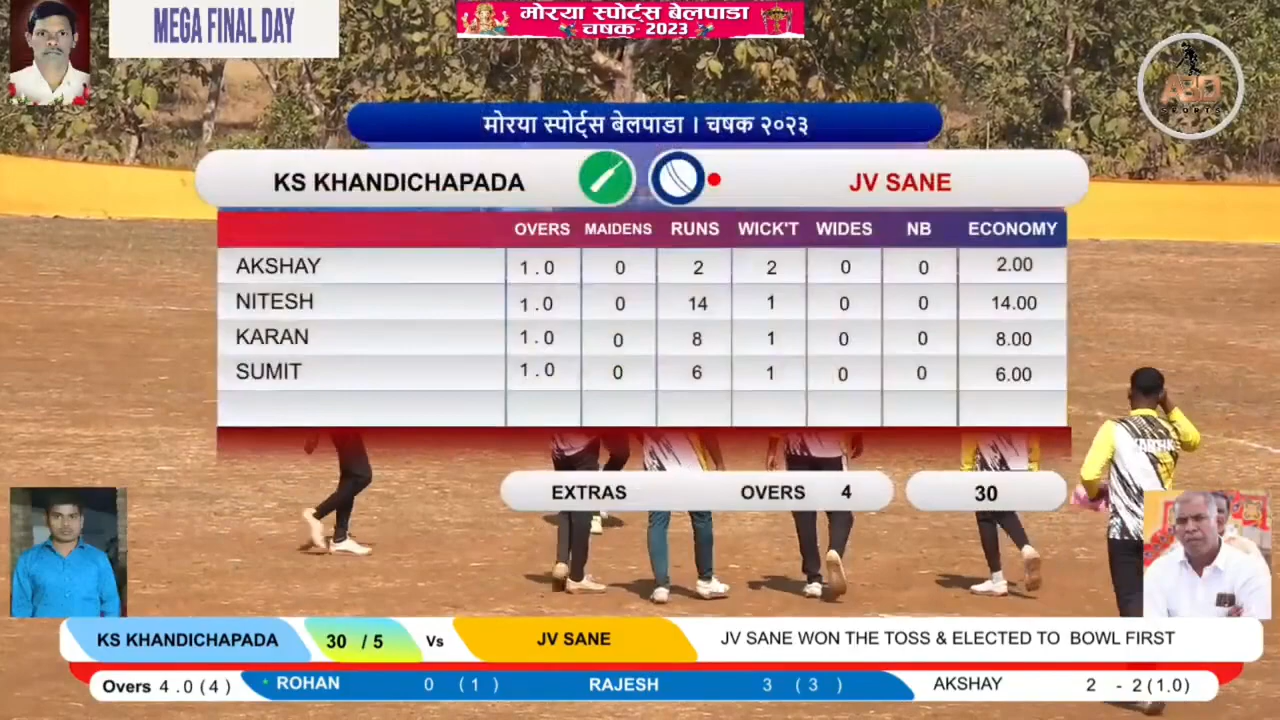 MEGA FINAL DAY
मोरया स्पोर्ट्स बेलपाडा
चषक 2023
मोरया स्पोर्ट्स बेलपाडा । चषक २०२३
KS KHANDICHAPADA JV SANE
OVERS MAIDENS RUNS WICK'T WIDES NB ECONOMY
AKSHAY 1.0 0 2 2 0 0 2.00
NITESH 1.0 0 14 1 0 0 14.00
KARAN 1.0 0 8 1 0 0 8.00
SUMIT 1.0 0 6 1 0 0 6.00
EXTRAS OVERS 4 30
KS KHANDICHAPADA 30 / 5 Vs JV SANE JV SANE WON THE TOSS & ELECTED TO BOWL FIRST
Overs 4.0 (4) * ROHAN 0 (1) RAJESH 3 (3) AKSHAY 2 - 2 (1.0)